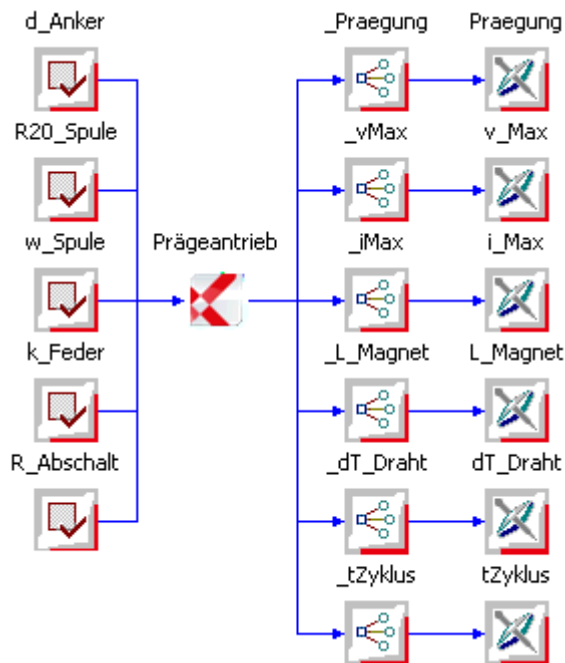 d_Anker
_Praegung
Praegung
R20_Spule
_vMax
v_Max
w_Spule
Prägeantrieb
_iMax
i_Max
k_Feder
_L_Magnet
L_Magnet
R_Abschalt
_dT_Draht
dT_Draht
_tZyklus
tZyklus